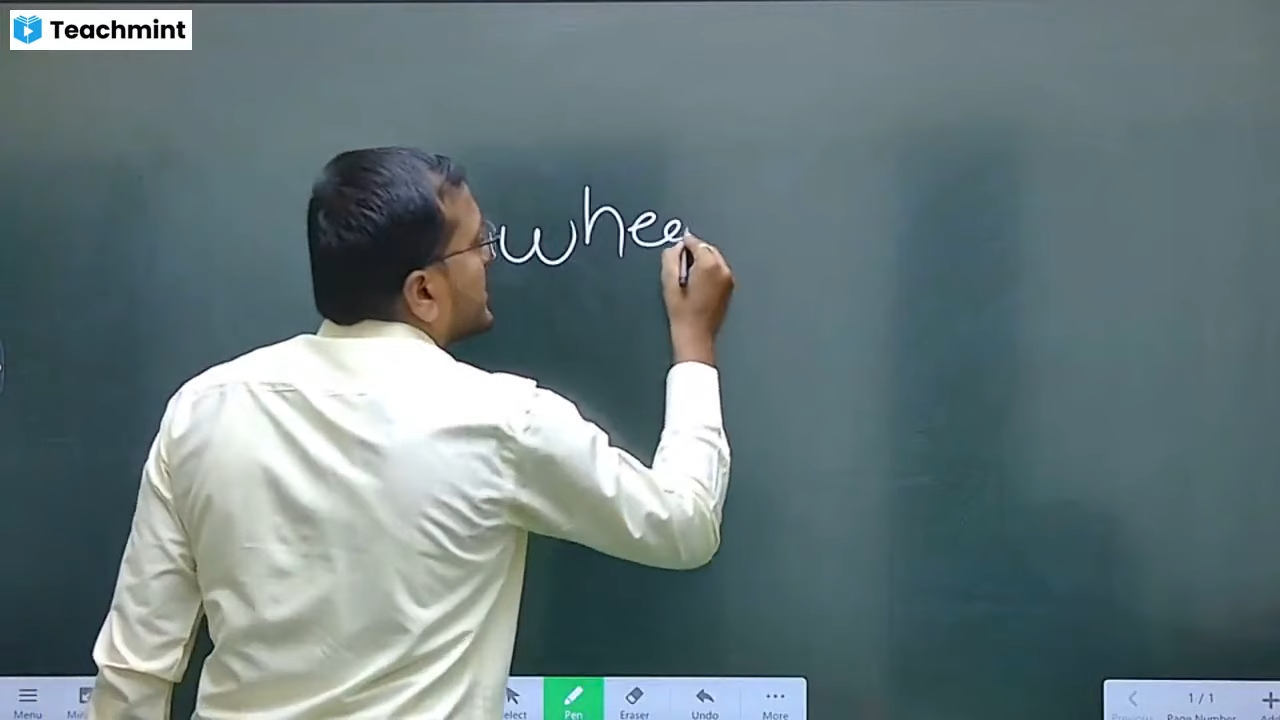 Teachmint
whee
Menu
Pen
Eraser
Undo
More
1 / 1
Page Number